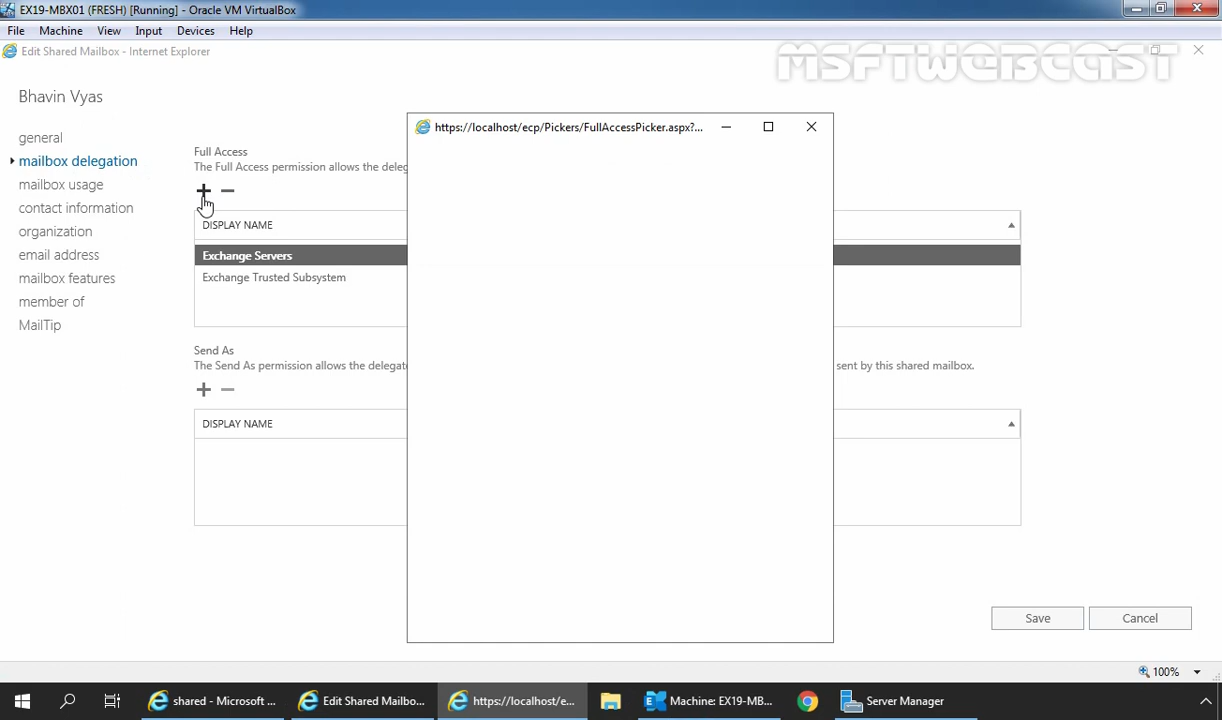 EX19-MBX01 (FRESH) [Running] - Oracle VM VirtualBox
File Machine View Input Devices Help
Edit Shared Mailbox - Internet Explorer
MSFTWEBCAST
Bhavin Vyas
general
mailbox delegation
mailbox usage
contact information
organization
email address
mailbox features
member of
MailTip
Full Access
The Full Access permission allows the deleg
DISPLAY NAME
Exchange Servers
Exchange Trusted Subsystem
Send As
The Send As permission allows the delegat
sent by this shared mailbox.
DISPLAY NAME
https://localhost/ecp/Pickers/FullAccessPicker.aspx?...
Save Cancel
100%
shared - Microsoft ... Edit Shared Mailbo... https://localhost/e... Machine: EX19-MB... Server Manager